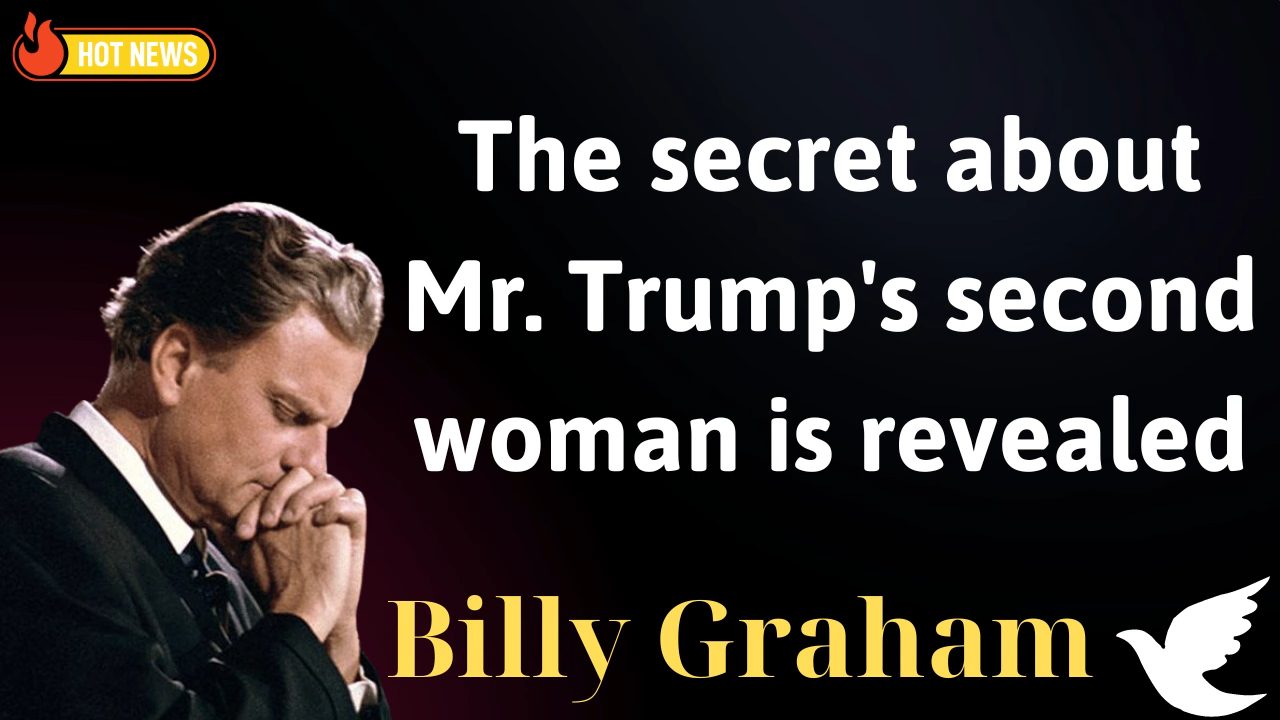 HOT NEWS
The secret about
Mr. Trump's second
woman is revealed
Billy Graham